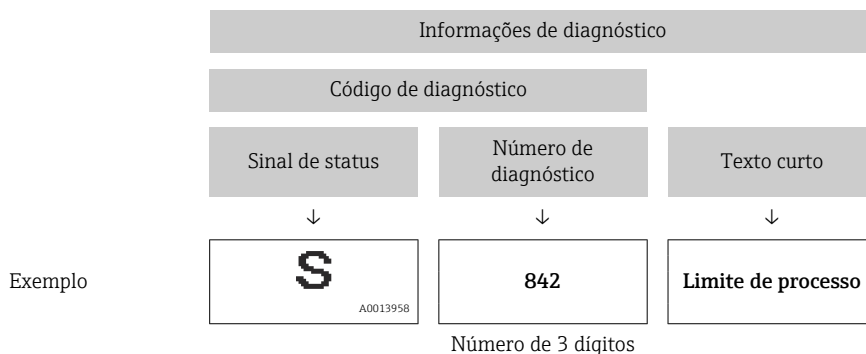 Informações de diagnóstico
Código de diagnóstico
Sinal de status
Número de
diagnóstico
Texto curto
↓ ↓ ↓
Exemplo
S
A0013958
842
Limite de processo
Número de 3 dígitos